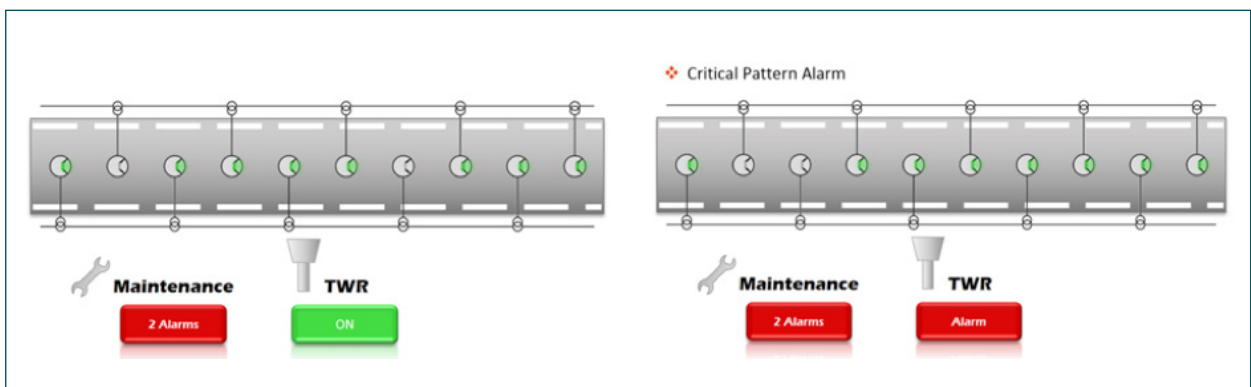 Critical Pattern Alarm
Maintenance
TWR
2 Alarms
ON
Maintenance
TWR
2 Alarms
Alarm